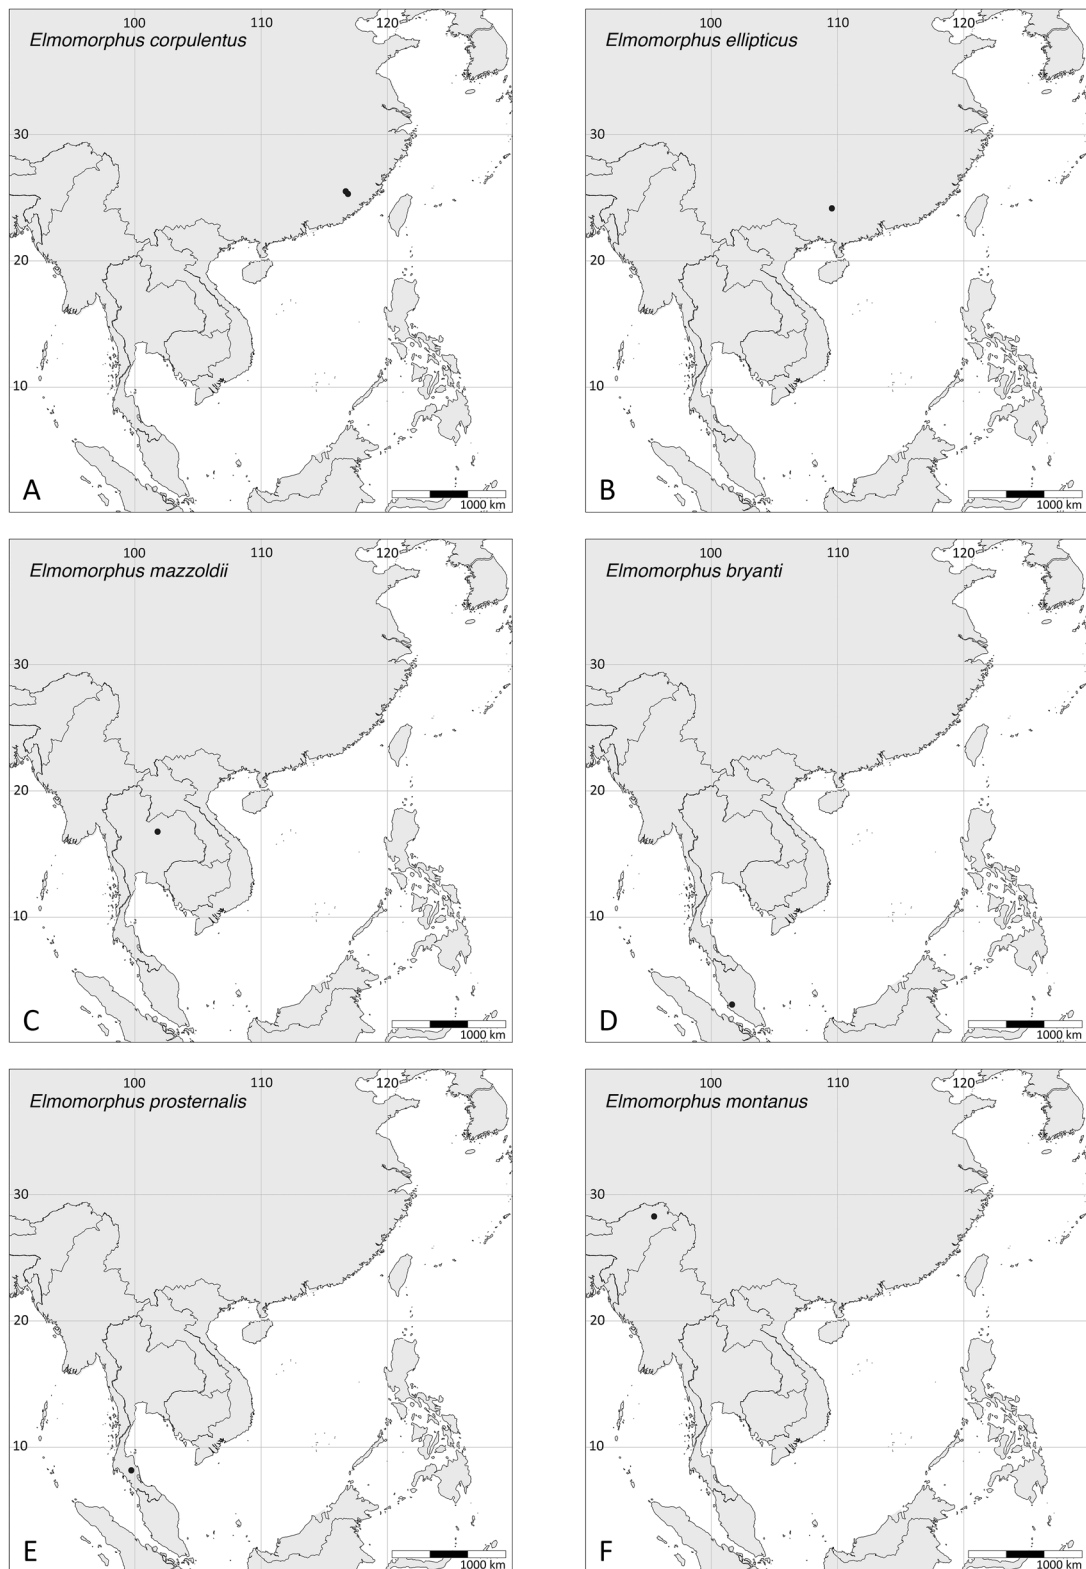 100 110 120
Elmomorphus corpulentus
30
20
10
A
1000 km
100 110 120
Elmomorphus ellipticus
30
20
10
B
1000 km
100 110 120
Elmomorphus mazzoldii
30
20
10
C
1000 km
100 110 120
Elmomorphus bryanti
30
20
10
D
1000 km
100 110 120
Elmomorphus prosternalis
30
20
10
E
1000 km
100 110 120
Elmomorphus montanus
30
20
10
F
1000 km